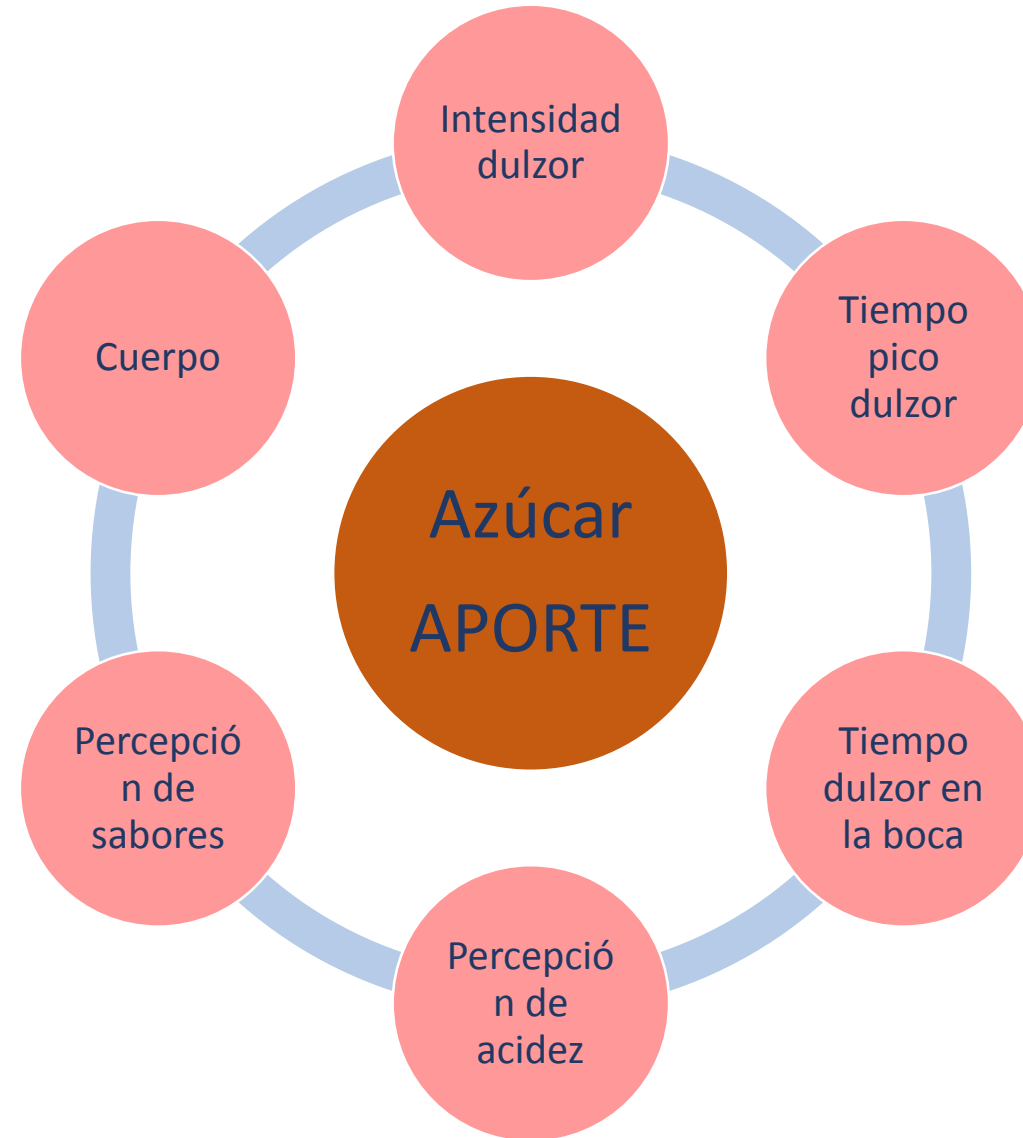 Intensidad
dulzor
Tiempo
pico
dulzor
Tiempo
dulzor en
la boca
Percepció
n de
acidez
Percepció
n de
sabores
Cuerpo
Azúcar
APORTE